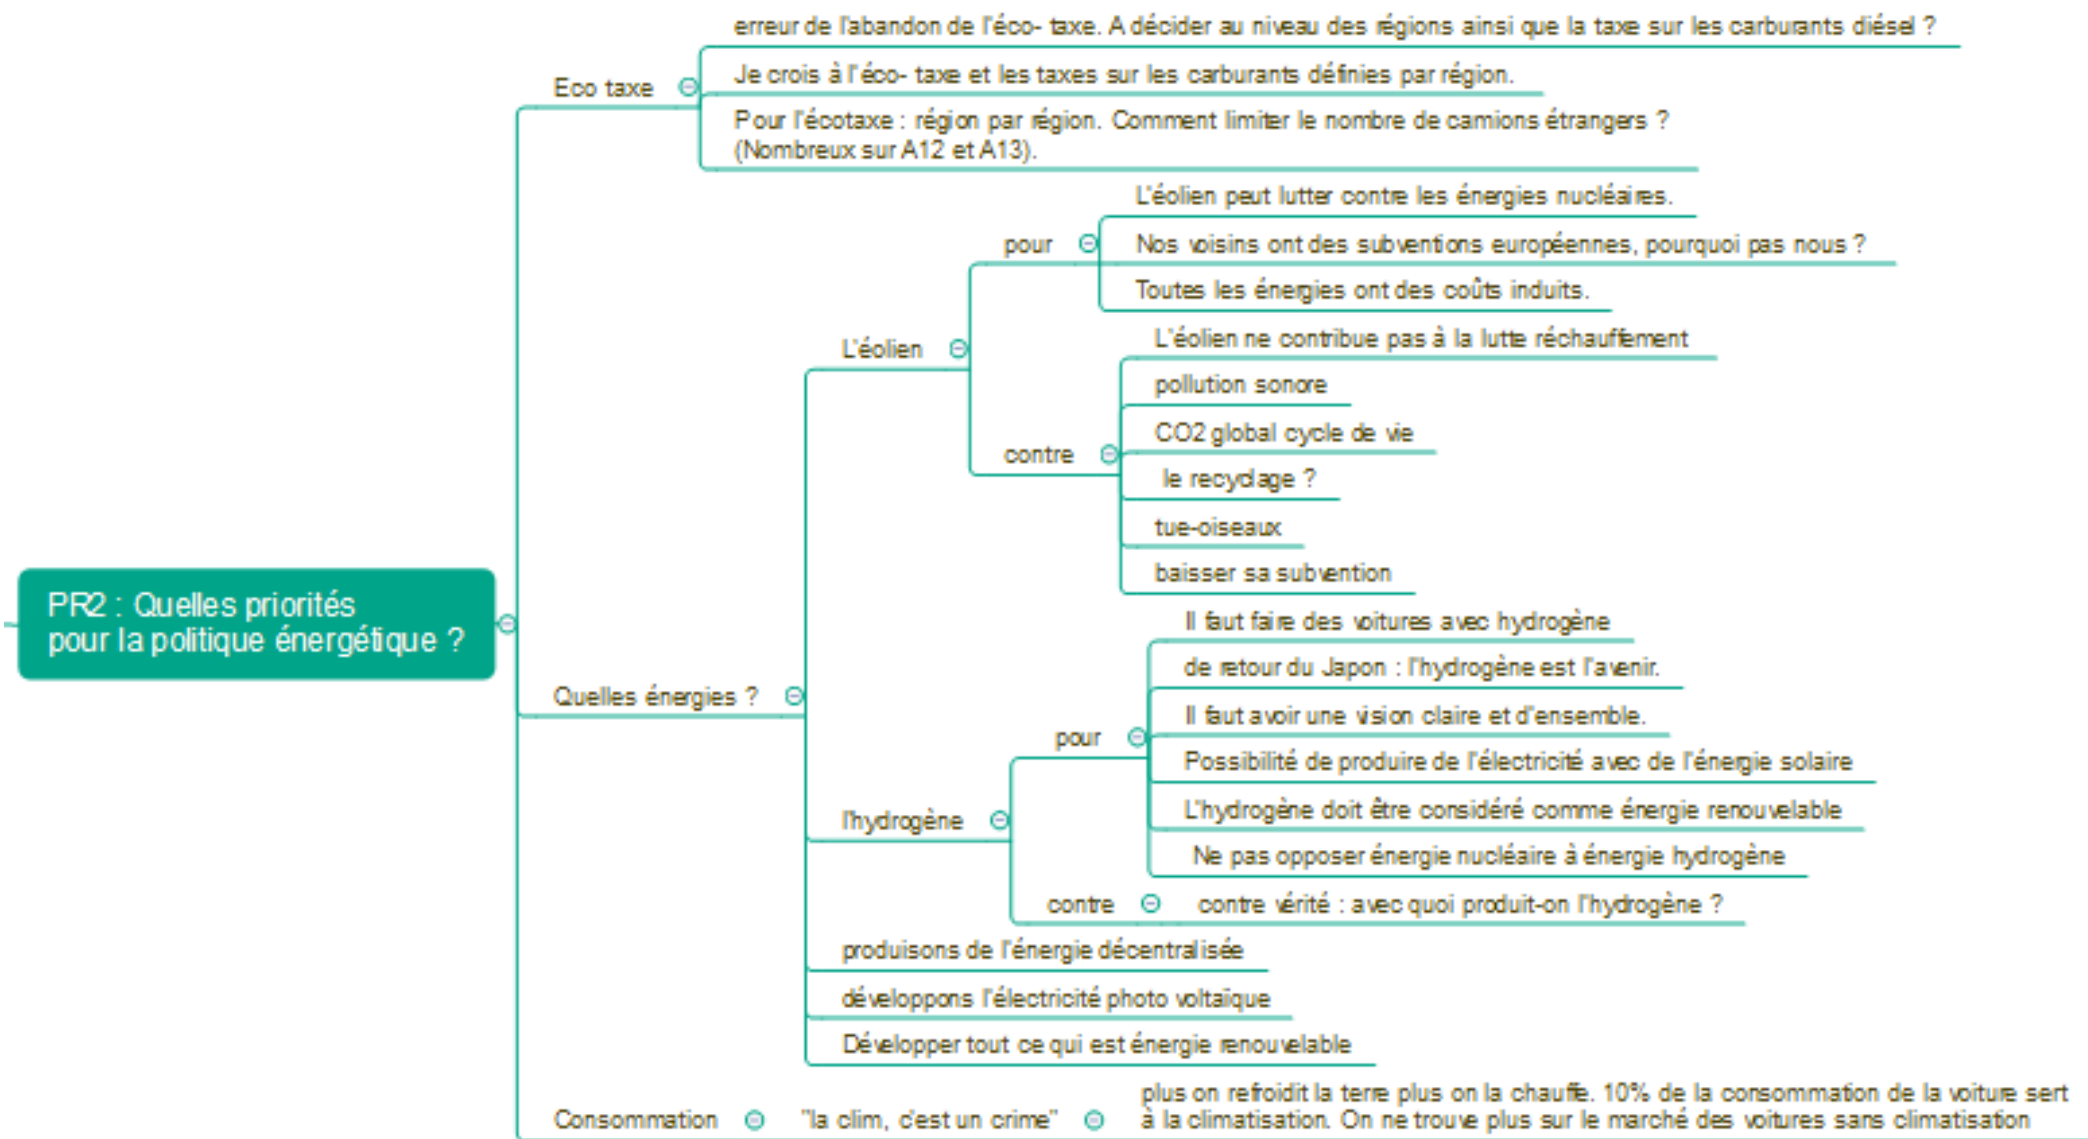 PR2 : Quelles priorités
pour la politique énergétique ?
Eco taxe
erreur de l'abandon de l'éco- taxe. A décider au niveau des régions ainsi que la taxe sur les carburants diésel ?
Je crois à l'éco- taxe et les taxes sur les carburants définies par région.
Pour l'écotaxe : région par région. Comment limiter le nombre de camions étrangers ?
(Nombreux sur A12 et A13).
Quelles énergies ?
L'éolien
pour
L'éolien peut lutter contre les énergies nucléaires.
Nos voisins ont des subventions européennes, pourquoi pas nous ?
Toutes les énergies ont des coûts induits.
contre
L'éolien ne contribue pas à la lutte réchauffement
pollution sonore
CO2 global cycle de vie
le recyclage ?
tue-oiseaux
baisser sa subvention
l'hydrogène
pour
Il faut faire des voitures avec hydrogène
de retour du Japon : l'hydrogène est l'avenir.
Il faut avoir une vision claire et d'ensemble.
Possibilité de produire de l'électricité avec de l'énergie solaire
L'hydrogène doit être considéré comme énergie renouvelable
Ne pas opposer énergie nucléaire à énergie hydrogène
contre
contre vérité : avec quoi produit-on l'hydrogène ?
produisons de l'énergie décentralisée
développons l'électricité photo voltaïque
Développer tout ce qui est énergie renouvelable
Consommation
"la clim, c'est un crime"
plus on refroidit la terre plus on la chauffe. 10% de la consommation de la voiture sert
à la climatisation. On ne trouve plus sur le marché des voitures sans climatisation